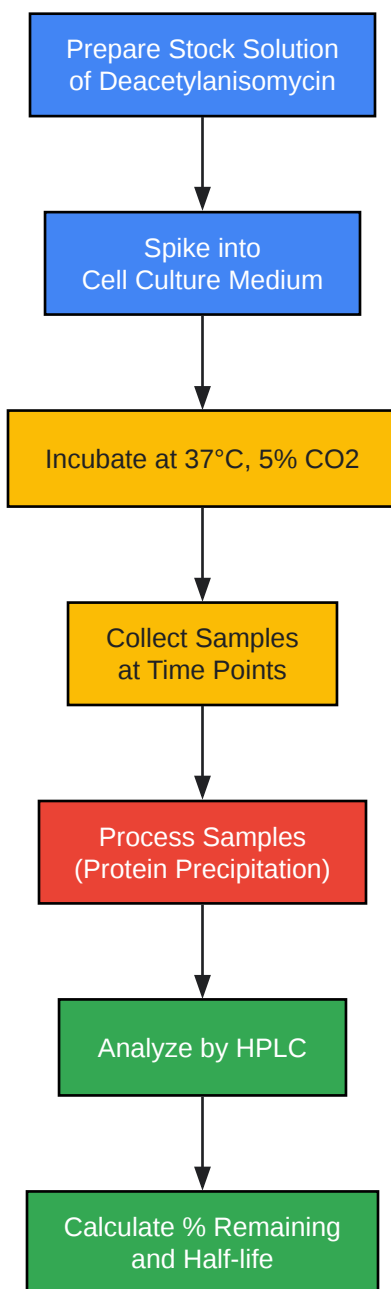 Prepare Stock Solution
of Deacetylanisomycin
Spike into
Cell Culture Medium
Incubate at 37°C, 5% CO2
Collect Samples
at Time Points
Process Samples
(Protein Precipitation)
Analyze by HPLC
Calculate % Remaining
and Half-life